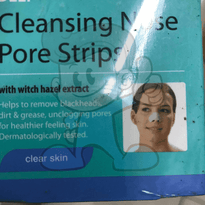 Cleansing Nose
Pore Strips
with witch hazel extract
Helps to remove blackheads,
dirt & grease, unclogging pores
for healthier feeling skin.
Dermatologically tested.
clear skin